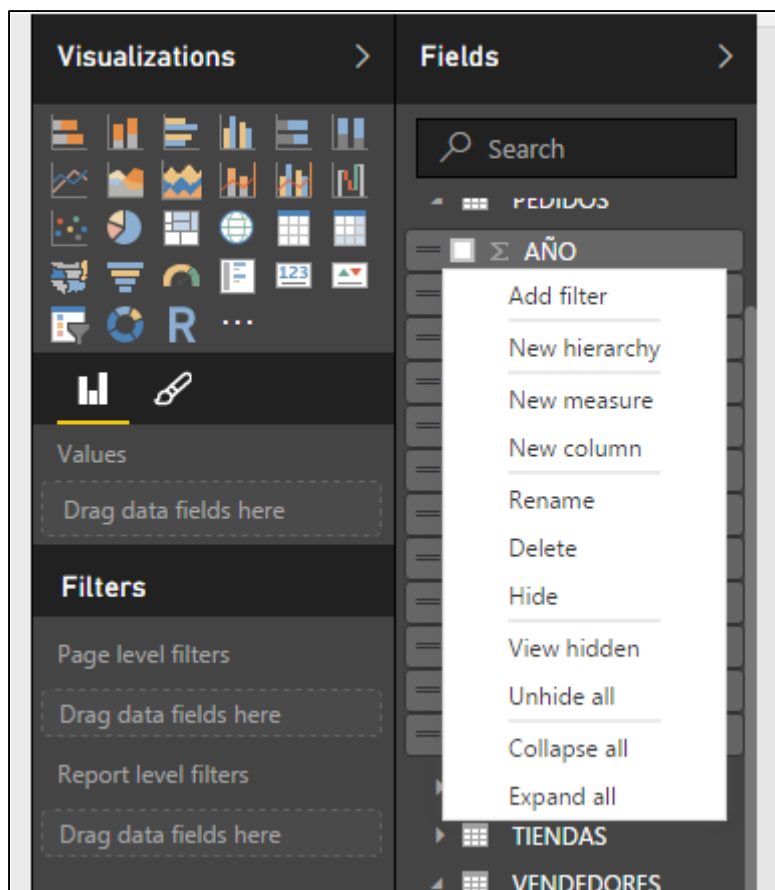 Visualizations
Fields
Search
PEDIDOS
Σ AÑO
Add filter
New hierarchy
New measure
New column
Rename
Delete
Hide
View hidden
Unhide all
Collapse all
Expand all
TIENDAS
VENDEDORES
123
R
...
Values
Drag data fields here
Filters
Page level filters
Drag data fields here
Report level filters
Drag data fields here